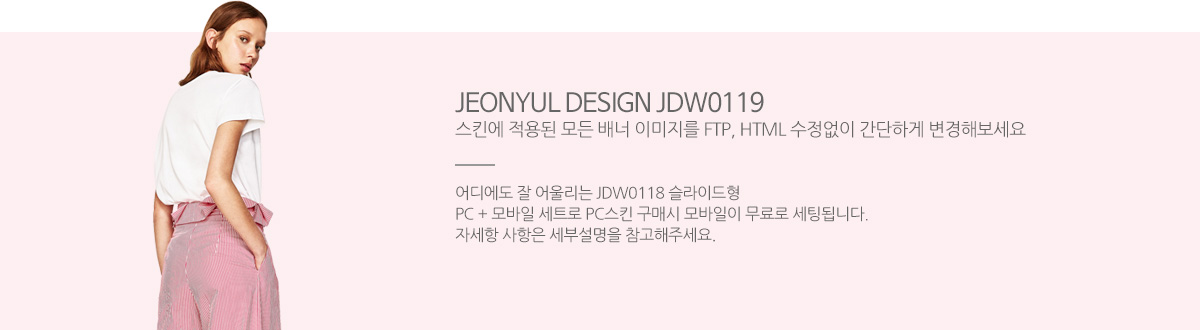 JEONYUL DESIGN JDW0119
스킨에 적용된 모든 배너 이미지를 FTP, HTML 수정없이 간단하게 변경해보세요
어디에도 잘 어울리는 JDW0118 슬라이드형
PC + 모바일 세트로 PC스킨 구매시 모바일이 무료로 세팅됩니다.
자세항 사항은 세부설명을 참고해주세요.